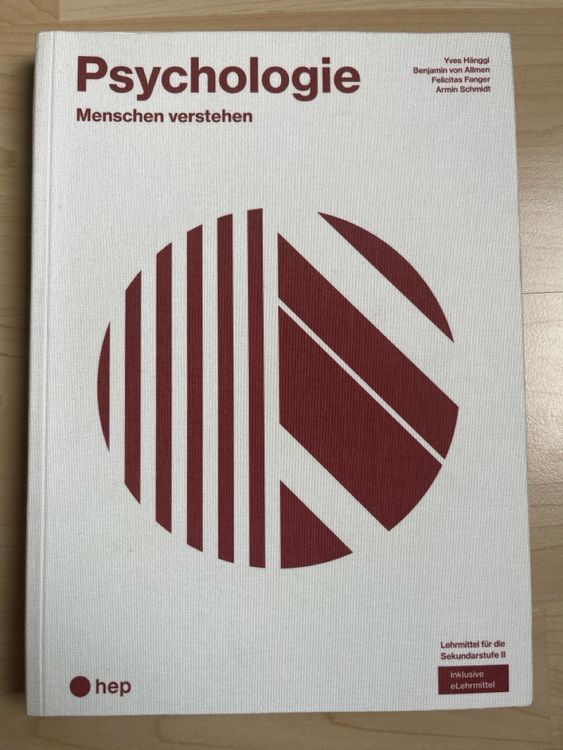 Psychologie
Menschen verstehen
Yves Hänggi
Benjamin von Allmen
Felicitas Fanger
Armin Schmidt
Lehrmittel für die
Sekundarstufe II
inklusive
eLehrmittel
hep